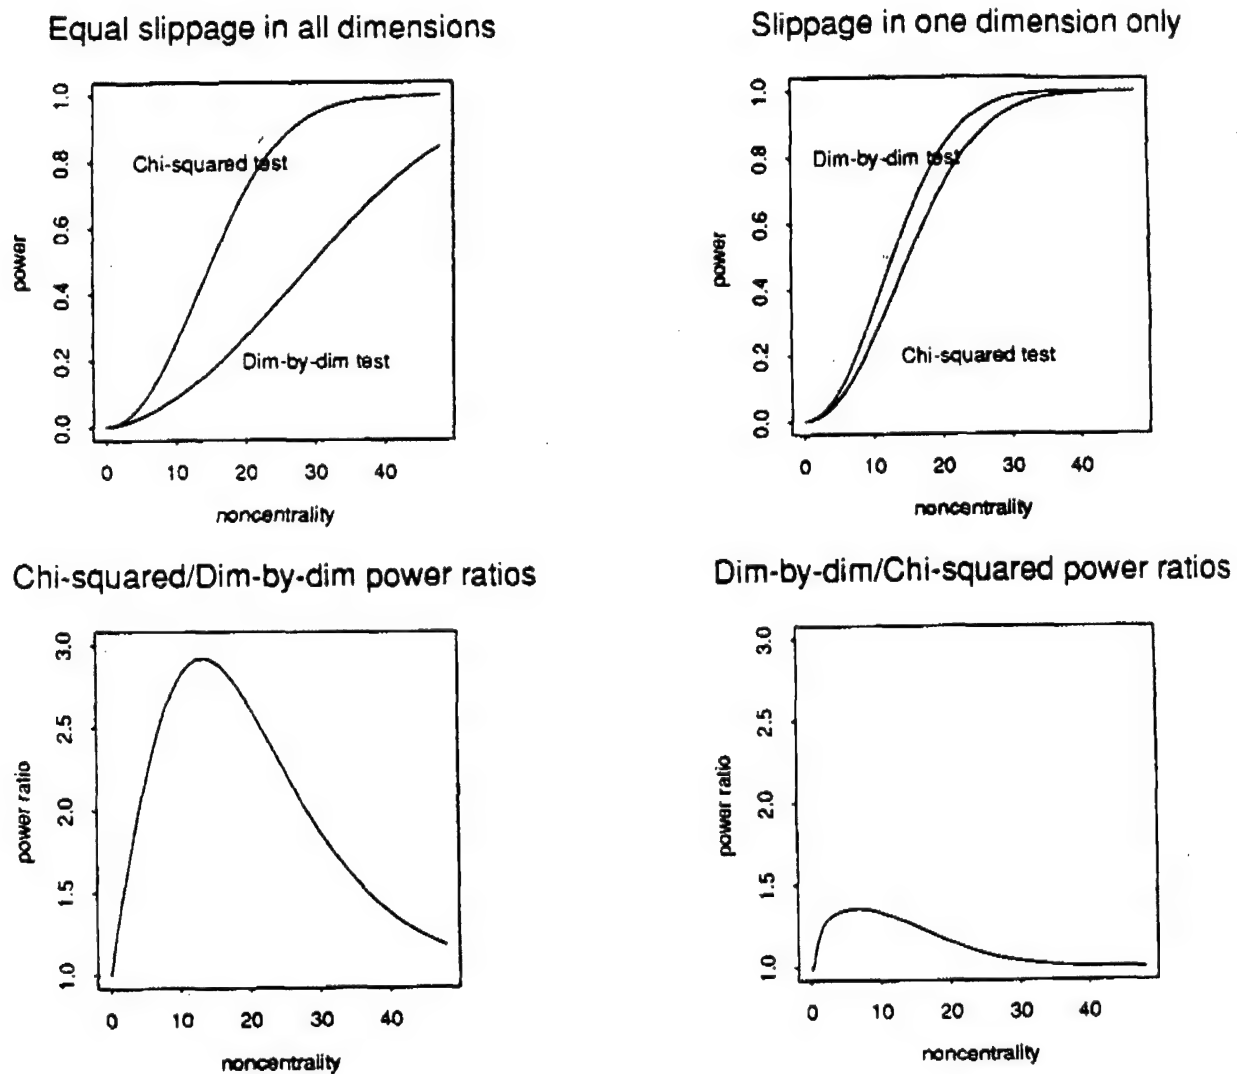 Equal slippage in all dimensions
power
1.0
0.8
0.6
0.4
0.2
0.0
Chi-squared test
Dim-by-dim test
0 10 20 30 40
noncentrality
Slippage in one dimension only
power
1.0
0.8
0.6
0.4
0.2
0.0
Dim-by-dim test
Chi-squared test
0 10 20 30 40
noncentrality
Chi-squared/Dim-by-dim power ratios
power ratio
3.0
2.5
2.0
1.5
1.0
0 10 20 30 40
noncentrality
Dim-by-dim/Chi-squared power ratios
power ratio
3.0
2.5
2.0
1.5
1.0
0 10 20 30 40
noncentrality